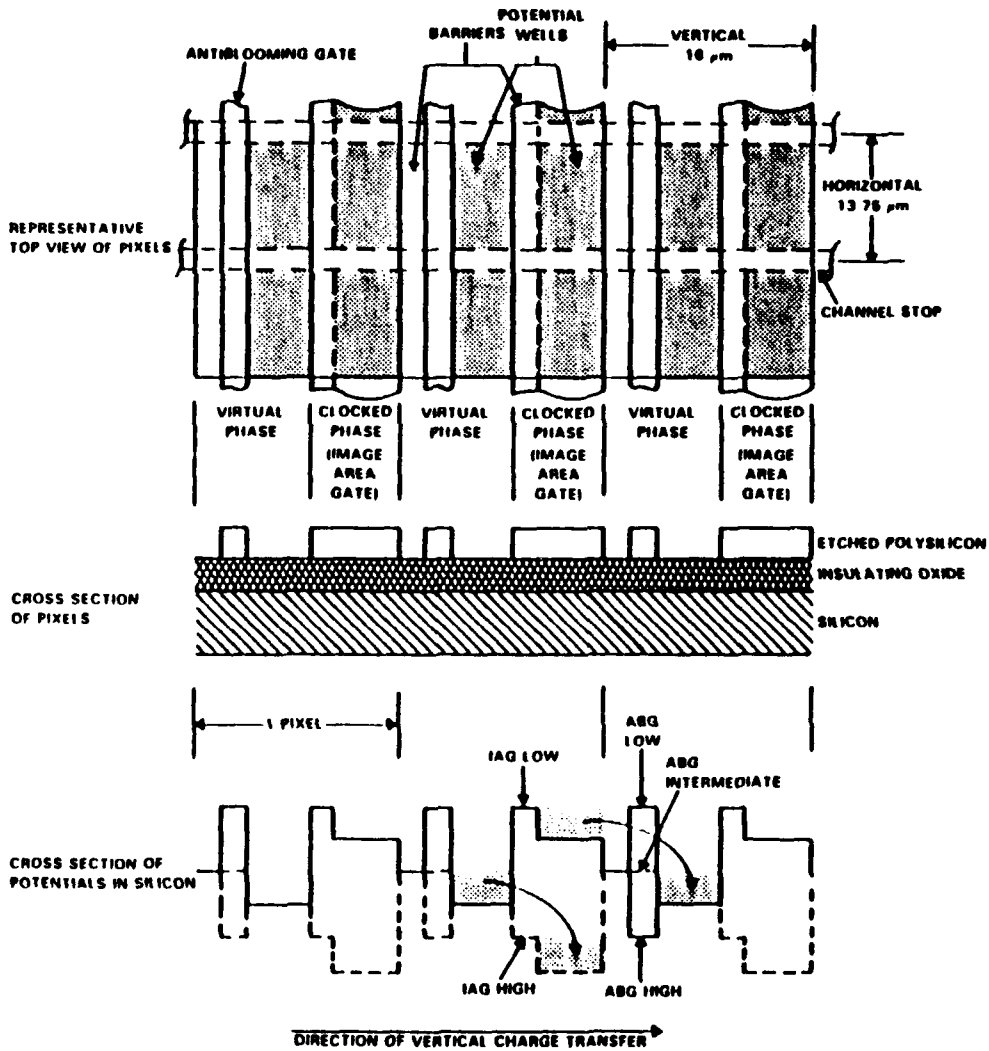 POTENTIAL
BARRIERS WELLS
VERTICAL
16 µm
ANTIBLOOMING GATE
HORIZONTAL
13.75 µm
REPRESENTATIVE
TOP VIEW OF PIXELS
CHANNEL STOP
VIRTUAL
PHASE
CLOCKED
PHASE
(IMAGE
AREA
GATE)
VIRTUAL
PHASE
CLOCKED
PHASE
(IMAGE
AREA
GATE)
VIRTUAL
PHASE
CLOCKED
PHASE
(IMAGE
AREA
GATE)
ETCHED POLYSILICON
INSULATING OXIDE
CROSS SECTION
OF PIXELS
SILICON
1 PIXEL
ABG
LOW
IAG LOW
ABG
INTERMEDIATE
CROSS SECTION OF
POTENTIALS IN SILICON
IAG HIGH
ABG HIGH
DIRECTION OF VERTICAL CHARGE TRANSFER